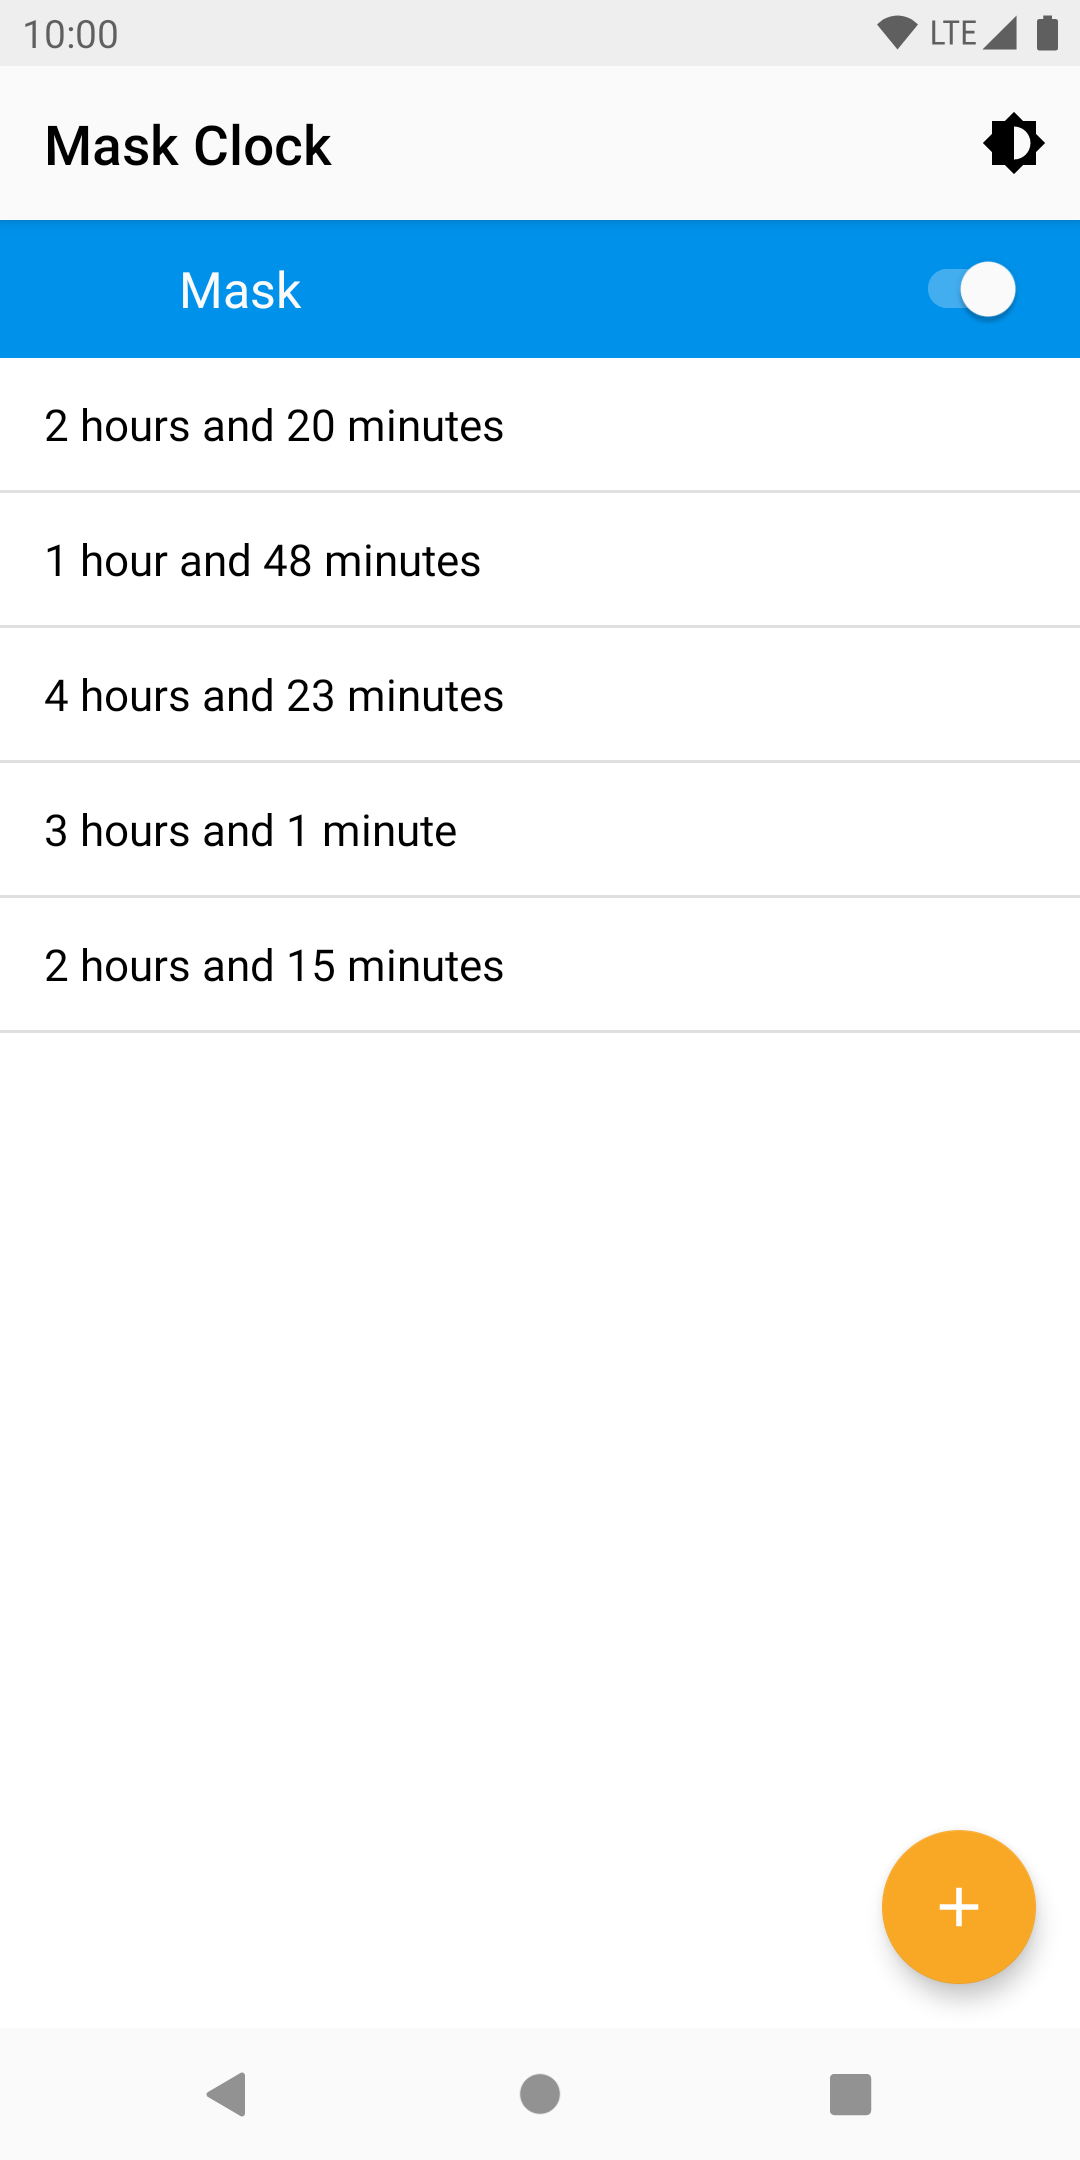 10:00 LTE
Mask Clock
Mask
2 hours and 20 minutes
1 hour and 48 minutes
4 hours and 23 minutes
3 hours and 1 minute
2 hours and 15 minutes